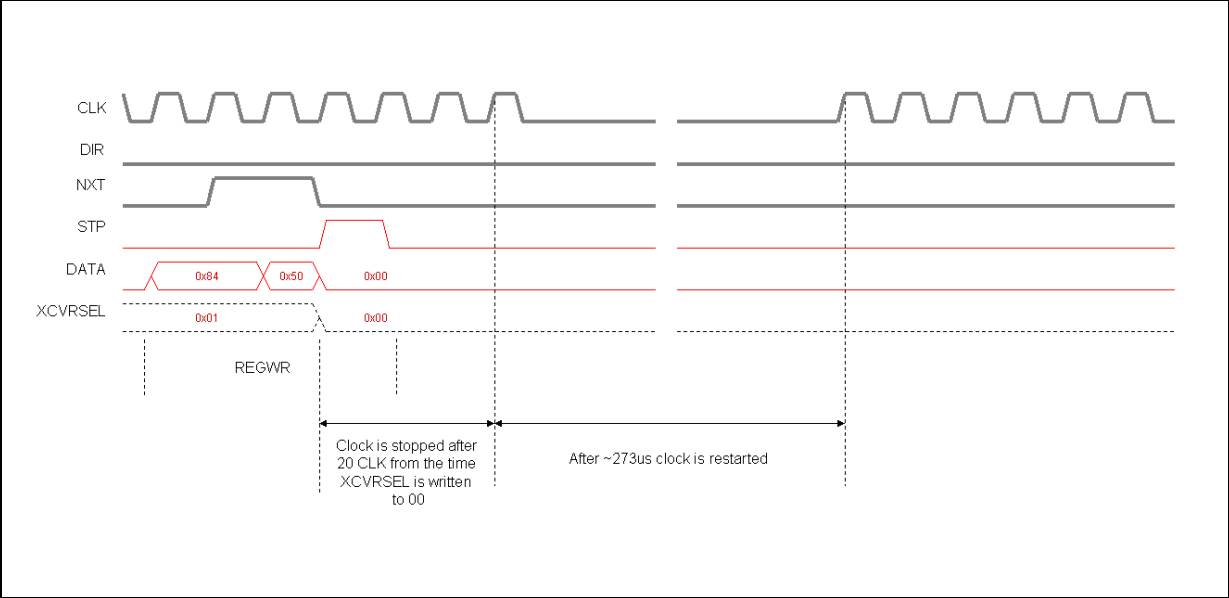 CLK
DIR
NXT
STP
DATA
0x84
0x50
0x00
XCVRSEL
0x01
0x00
REGWR
Clock is stopped after
20 CLK from the time
XCVRSEL is written
to 00
After ~273us clock is restarted